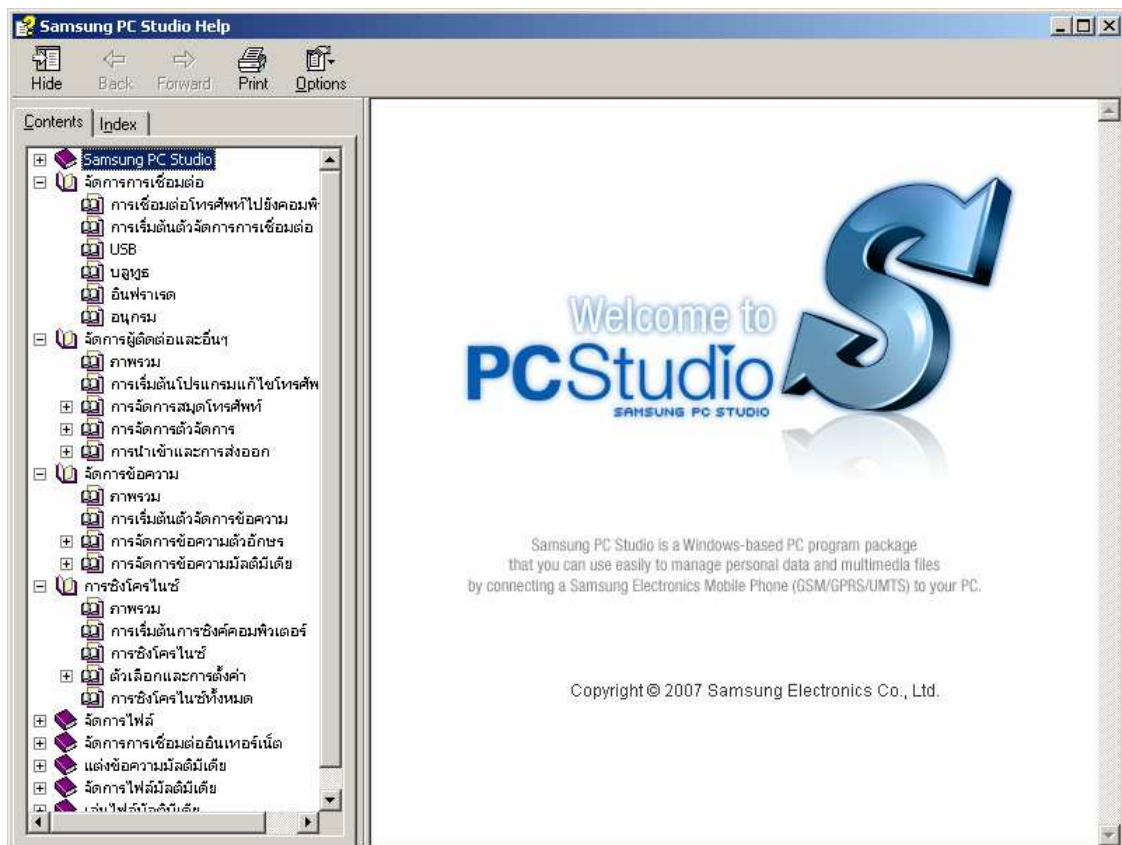 Samsung PC Studio Help
Hide Back Forward Print Options
Contents Index
Samsung PC Studio
จัดการการเชื่อมต่อ
การเชื่อมต่อโทรศัพท์ไปยังคอมพิ
การเริ่มต้นตัวจัดการการเชื่อมต่อ
USB
บลูทูธ
อินฟราเรด
อนุกรม
จัดการผู้ติดต่อและอื่นๆ
ภาพรวม
การเริ่มต้นโปรแกรมแก้ไขโทรศัพ
การจัดการสมุดโทรศัพท์
การจัดการตัวจัดการ
การนำเข้าและการส่งออก
จัดการข้อความ
ภาพรวม
การเริ่มต้นตัวจัดการข้อความ
การจัดการข้อความตัวอักษร
การจัดการข้อความมัลติมีเดีย
การซิงโครไนซ์
ภาพรวม
การเริ่มต้นการซิงค์คอมพิวเตอร์
การซิงโครไนซ์
ตัวเลือกและการตั้งค่า
การซิงโครไนซ์ทั้งหมด
จัดการไฟล์
จัดการการเชื่อมต่ออินเทอร์เน็ต
แต่งข้อความมัลติมีเดีย
จัดการไฟล์มัลติมีเดีย
เล่นไฟล์มัลติมีเดีย
Welcome to
PCStudio
SAMSUNG PC STUDIO
Samsung PC Studio is a Windows-based PC program package
that you can use easily to manage personal data and multimedia files
by connecting a Samsung Electronics Mobile Phone (GSM/GPRS/UMTS) to your PC.
Copyright © 2007 Samsung Electronics Co., Ltd.